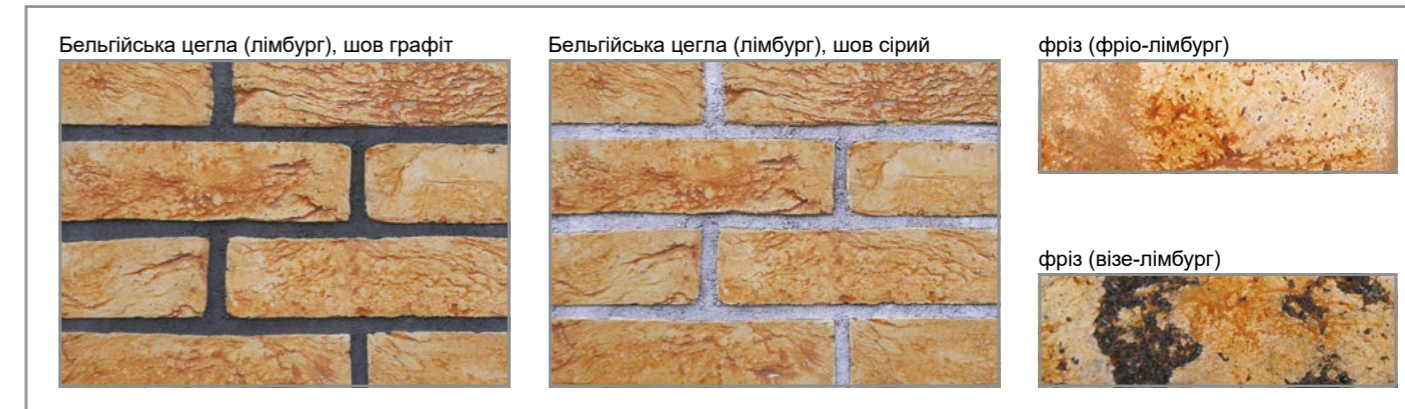 Бельгійська цегла (лімбург), шов графіт
Бельгійська цегла (лімбург), шов сірий
фріз (фріо-лімбург)
фріз (візе-лімбург)